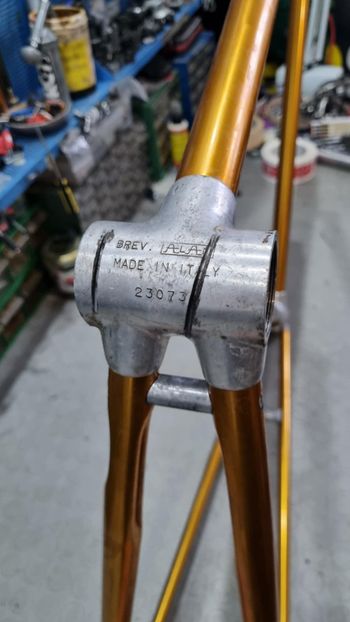 BREV. ALAN
MADE IN ITALY
23073